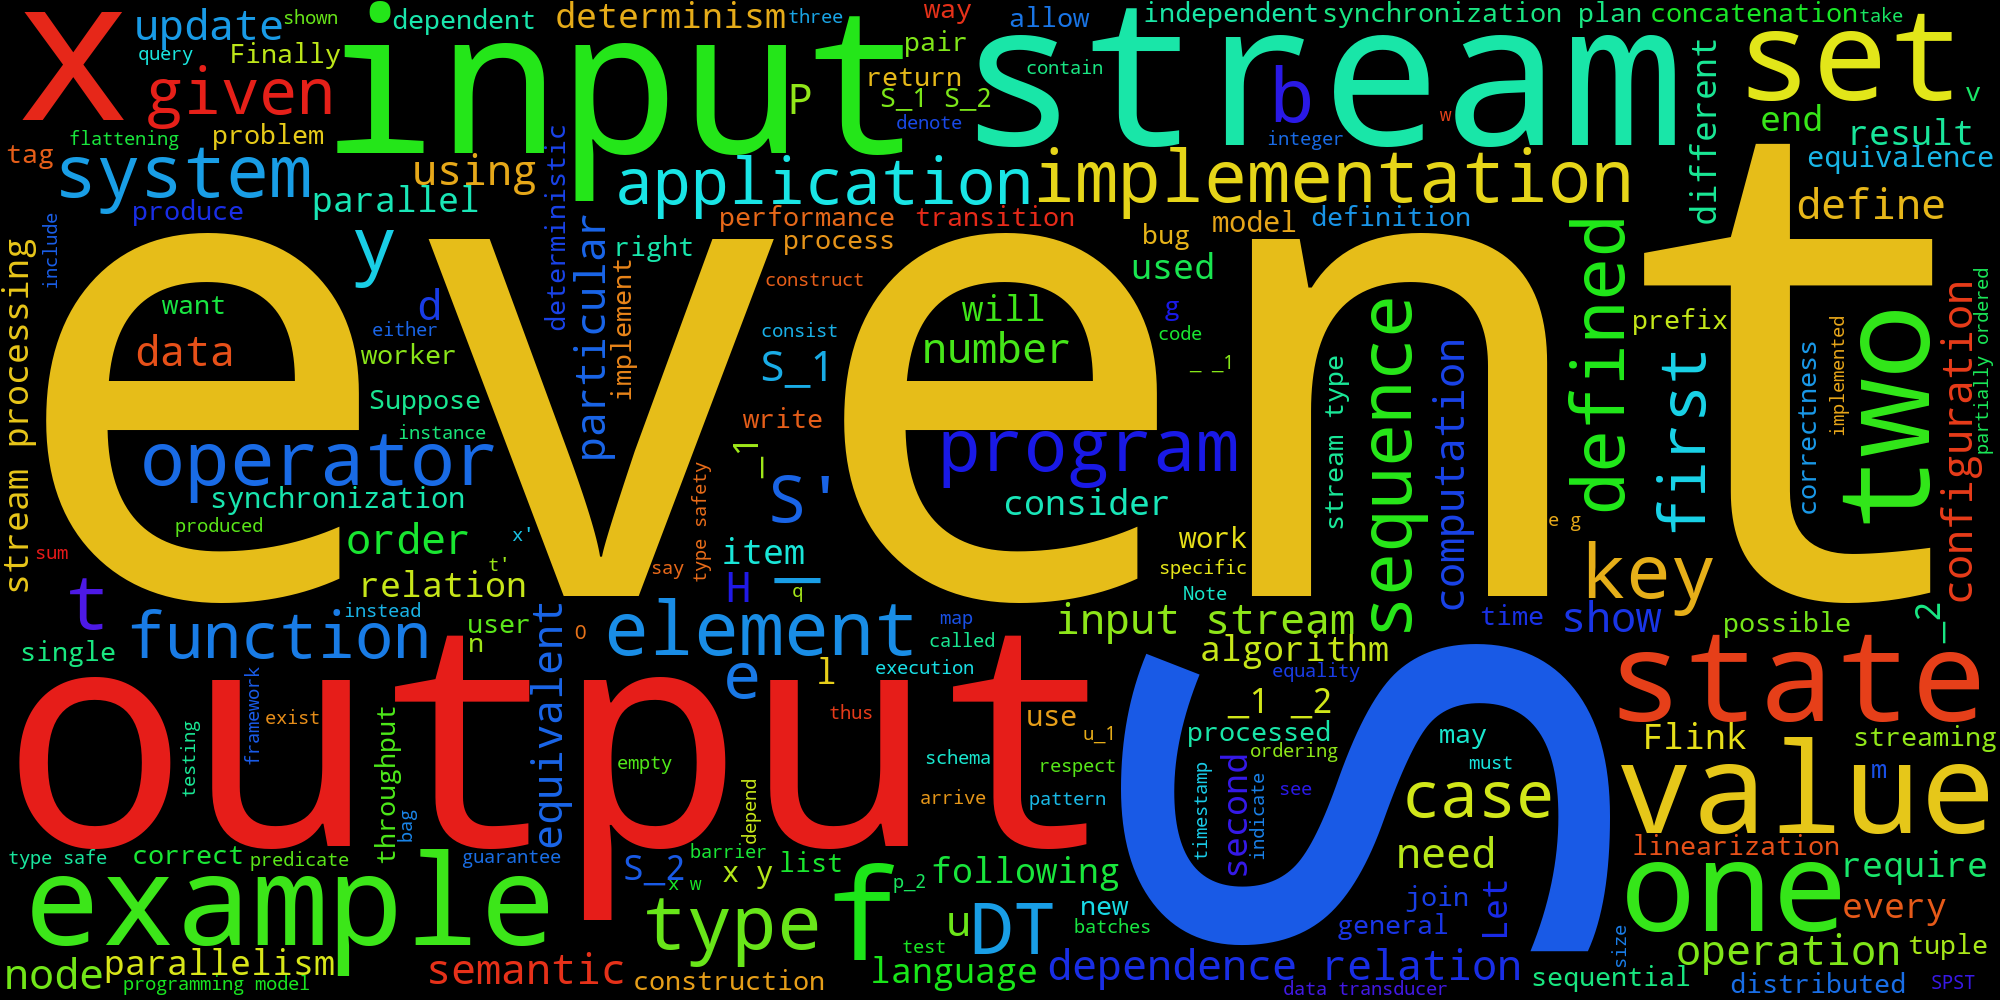 x
update
shown
query
Finally
given
input
dependent
determinism
three
way
pair
return
P
S_1 S_2
denote
stream
contain
allow
independent
synchronization plan
concatenation
take
b
integer
w
different
set
v
end
result
flattening
problem
tag
system
using
parallel
produce
deterministic
application
implementation
equivalence
define
performance
transition
model
definition
process
right
bug
used
include
y
particular
implement
construct
event
stream processing
want
d
data
either
worker
consist
S_1
will
number
g
code
_ _1
sequence
stream type
computation
defined
prefix
first
correctness
implemented
two
configuration
partially ordered
Suppose
instance
write
operator
_1
program
synchronization
type safety
S'
consider
produced
order
x'
item
work
e g
sum
t'
say
specific
key
t
relation
H
_
q
Note
function
instead
user
n
O
equivalent
element
map
called
input stream
time
show
possible
_2
single
algorithm
e
l
execution
equality
state
output
framework
exist
testing
throughput
thus
use
u_1
_1 _2
S
processed
ordering
may
must
Flink
streaming
empty
schema
respect
value
m
bag
depend
arrive
pattern
timestamp
second
indicate
see
case
type safe
correct
predicate
guarantee
barrier
S_2
x w
x y
list
p_2
following
need
linearization
require
example
type
f
u
DT
new
batches
join
general
Let
one
every
node
parallelism
programming model
semantic
construction
test
language
dependence relation
data transducer
size
sequential
operation
tuple
distributed
SPST